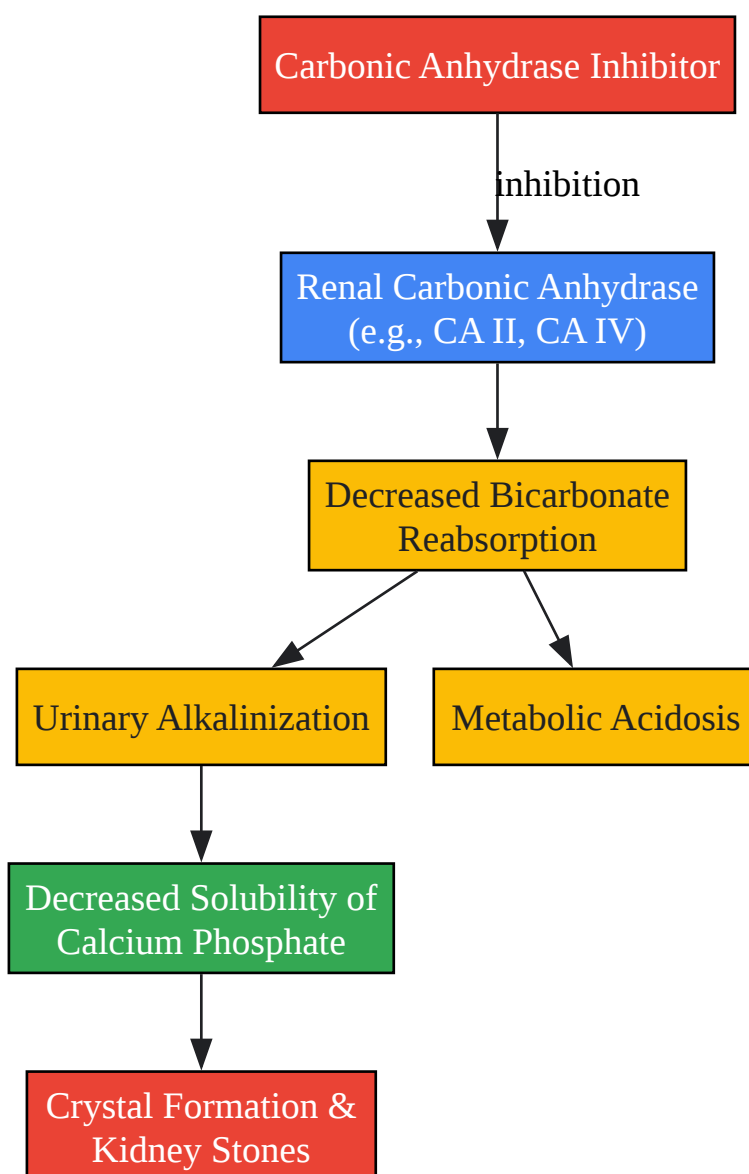 Carbonic Anhydrase Inhibitor
inhibition
Renal Carbonic Anhydrase
(e.g., CA II, CA IV)
Decreased Bicarbonate
Reabsorption
Urinary Alkalinization
Metabolic Acidosis
Decreased Solubility of
Calcium Phosphate
Crystal Formation &
Kidney Stones